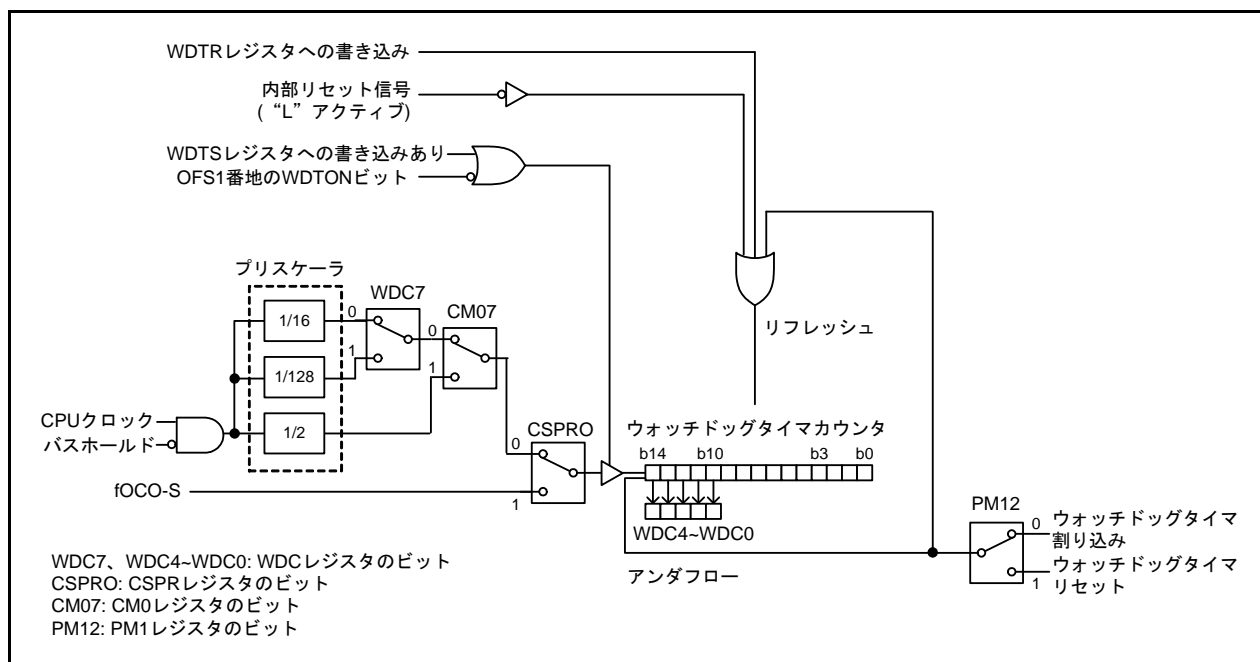 WDTRレジスタへの書き込み
内部リセット信号
(“L”アクティブ)
WDTSレジスタへの書き込みあり
OFS1番地のWDTONビット
プリスケーラ
WDC7
CM07
1/16
0
0
リフレッシュ
1/128
1
1
CPUクロック
バスホールド
1/2
CSPRO
ウォッチドッグタイマカウンタ
0
b14
b10
b3
b0
fOCO-S
1
WDC4~WDC0
PM12
0
ウォッチドッグタイマ
割り込み
アンダフロー
1
ウォッチドッグタイマ
リセット
WDC7、WDC4~WDC0: WDCレジスタのビット
CSPRO: CSPRレジスタのビット
CM07: CM0レジスタのビット
PM12: PM1レジスタのビット